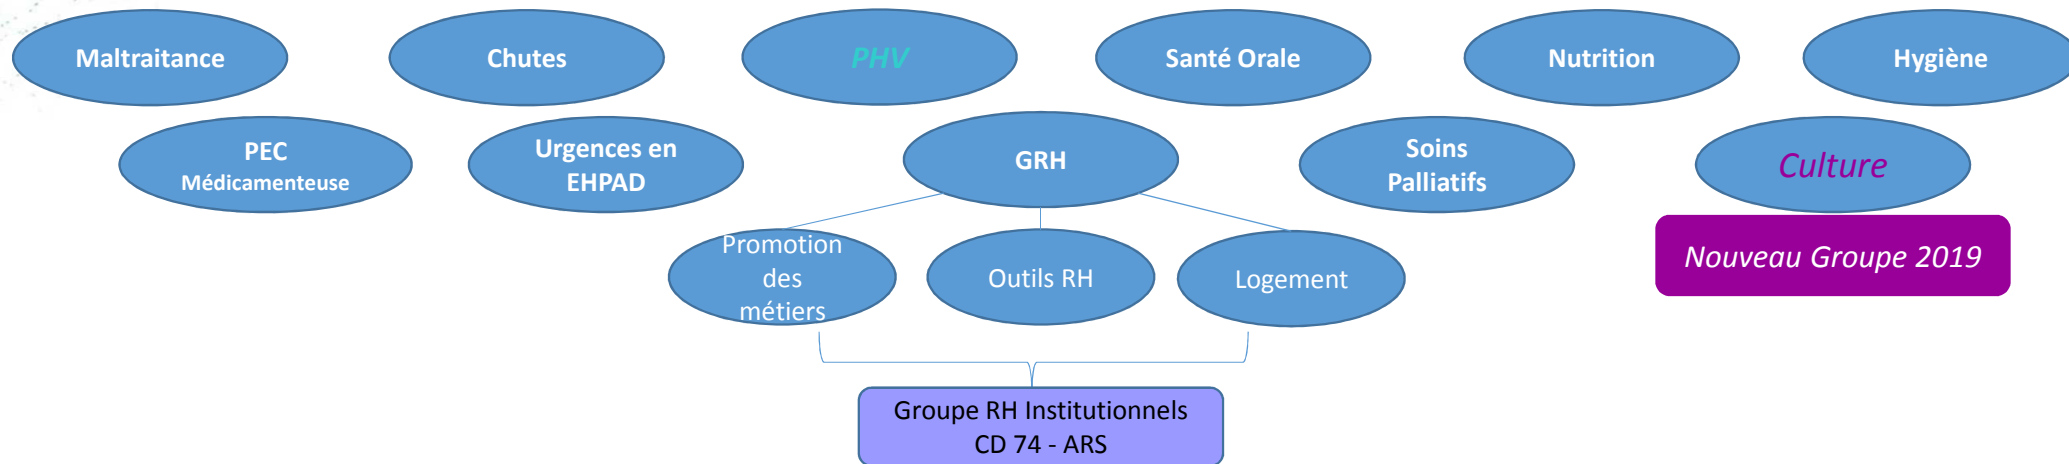 Maltraitance
Chutes
PHV
Santé Orale
Nutrition
Hygiène
PEC
Médicamenteuse
Urgences en
EHPAD
GRH
Soins
Palliatifs
Culture
Nouveau Groupe 2019
Promotion
des
métiers
Outils RH
Logement
Groupe RH Institutionnels
CD 74 - ARS